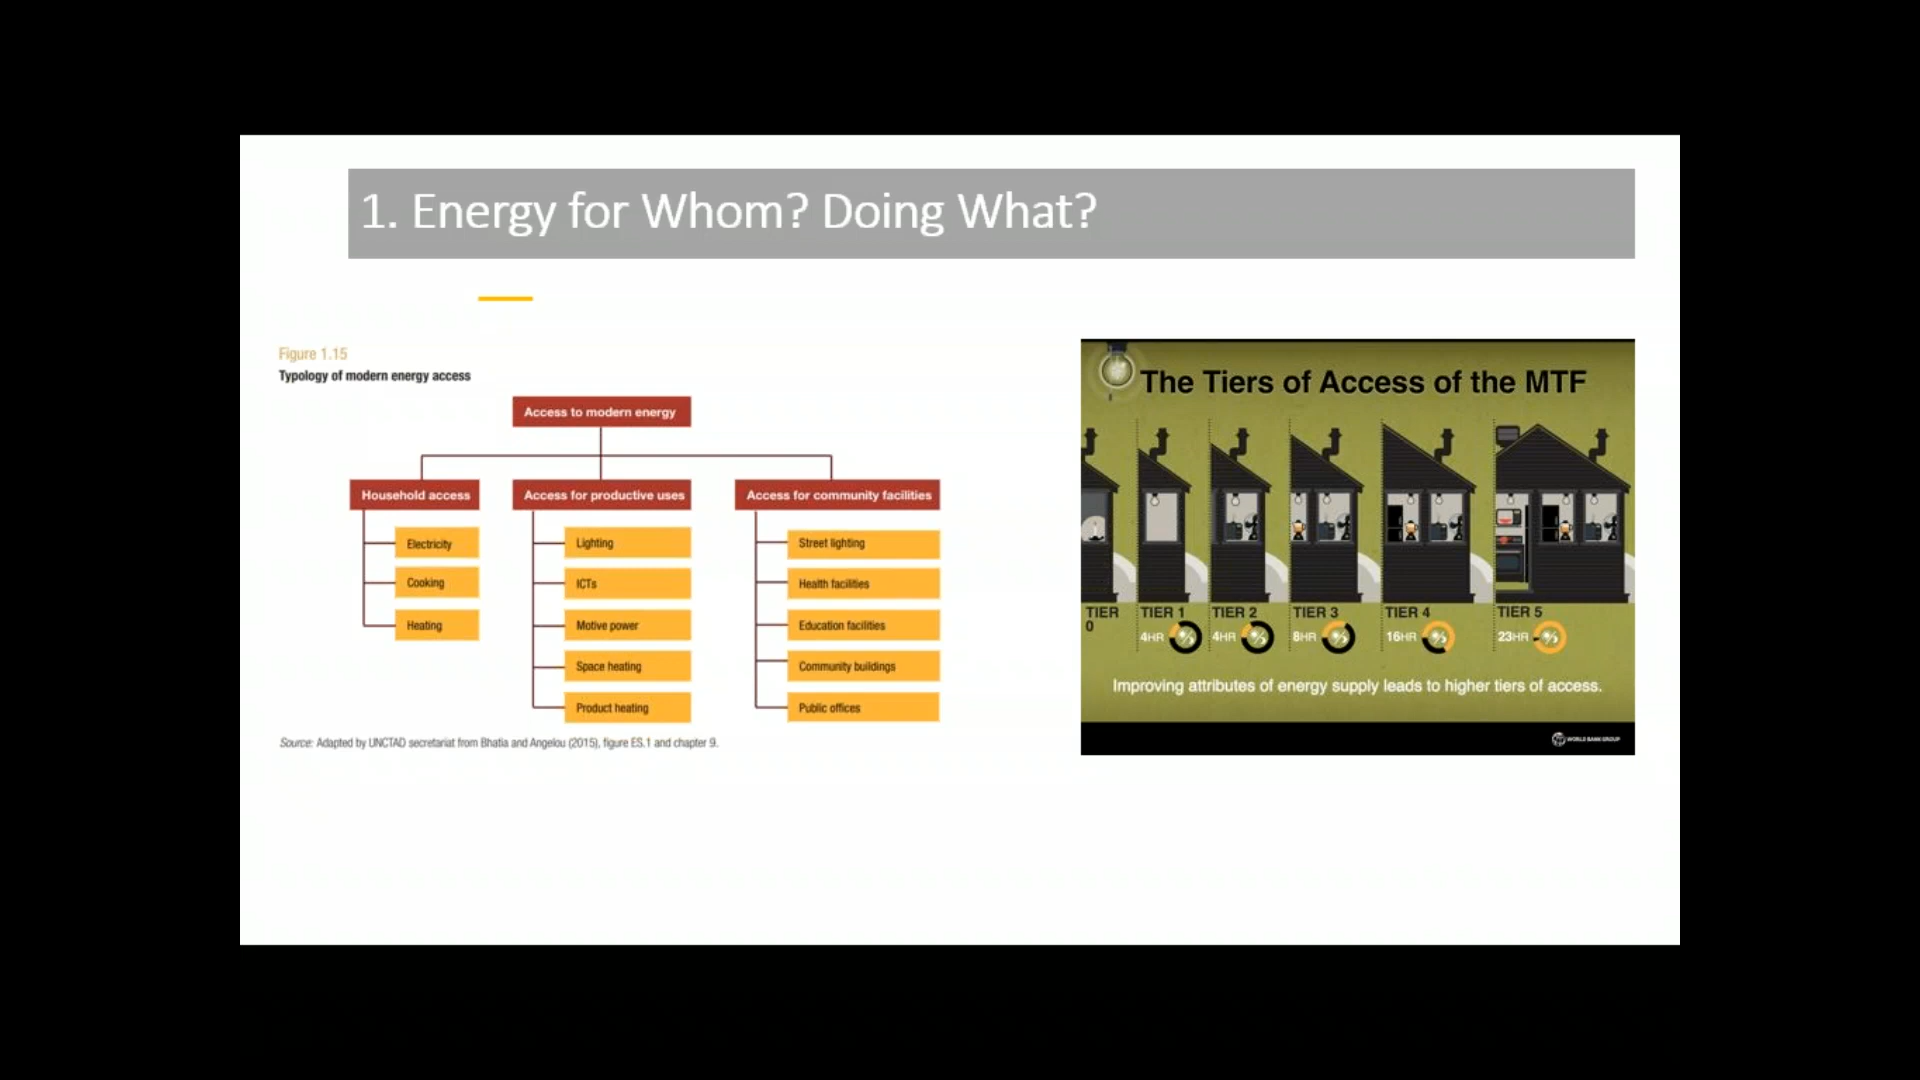 1. Energy for Whom? Doing What?
Figure 1.15
Typology of modern energy access
Access to modern energy
Household access
Electricity
Cooking
Heating
Access for productive uses
Lighting
ICTs
Motive power
Space heating
Product heating
Access for community facilities
Street lighting
Health facilities
Education facilities
Community buildings
Public offices
Source: Adapted by UNCTAD secretariat from Bhatia and Angelou (2015), figure ES.1 and chapter 9.
The Tiers of Access of the MTF
TIER
0
TIER 1
4HR
TIER 2
4HR
TIER 3
8HR
TIER 4
16HR
TIER 5
23HR
Improving attributes of energy supply leads to higher tiers of access.
WORLD BANK GROUP